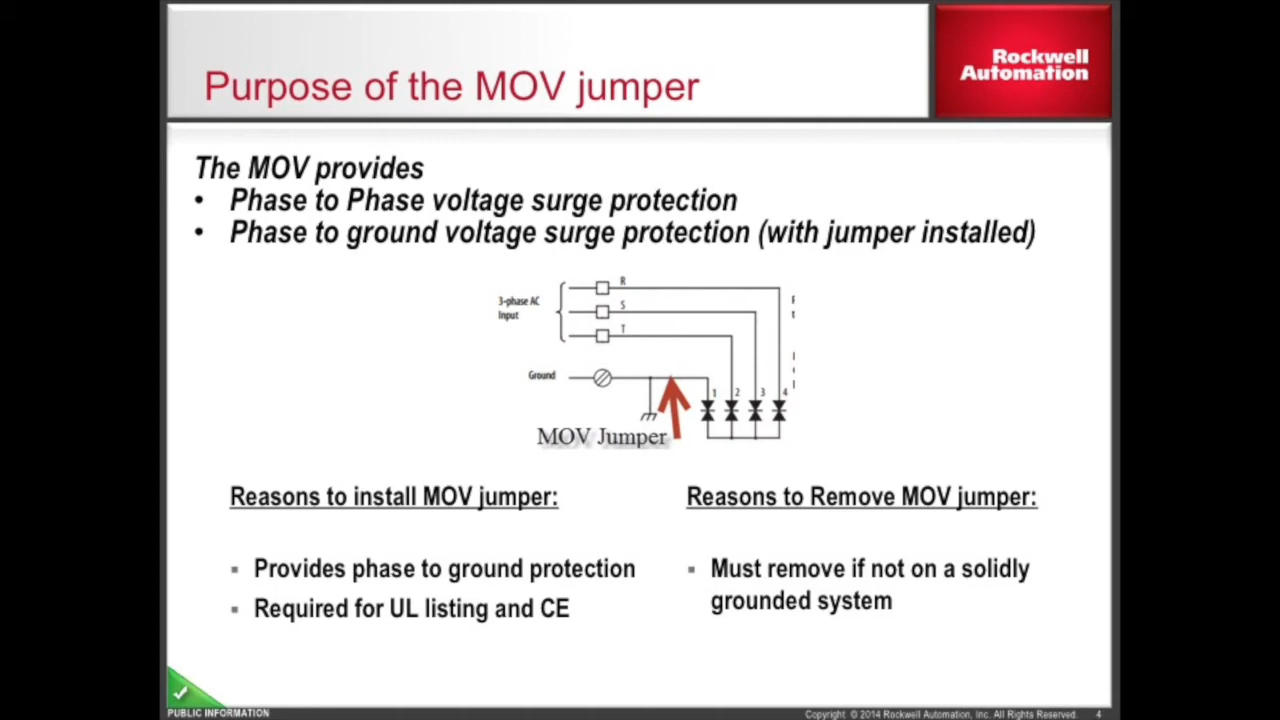 Purpose of the MOV jumper
Rockwell
Automation
The MOV provides
• Phase to Phase voltage surge protection
• Phase to ground voltage surge protection (with jumper installed)
3-phase AC
Input
R
S
T
Ground
1 2 3 4
MOV Jumper
Reasons to install MOV jumper:
▪ Provides phase to ground protection
▪ Required for UL listing and CE
Reasons to Remove MOV jumper:
▪ Must remove if not on a solidly
grounded system
PUBLIC INFORMATION
Copyright © 2014 Rockwell Automation, Inc. All Rights Reserved. 4